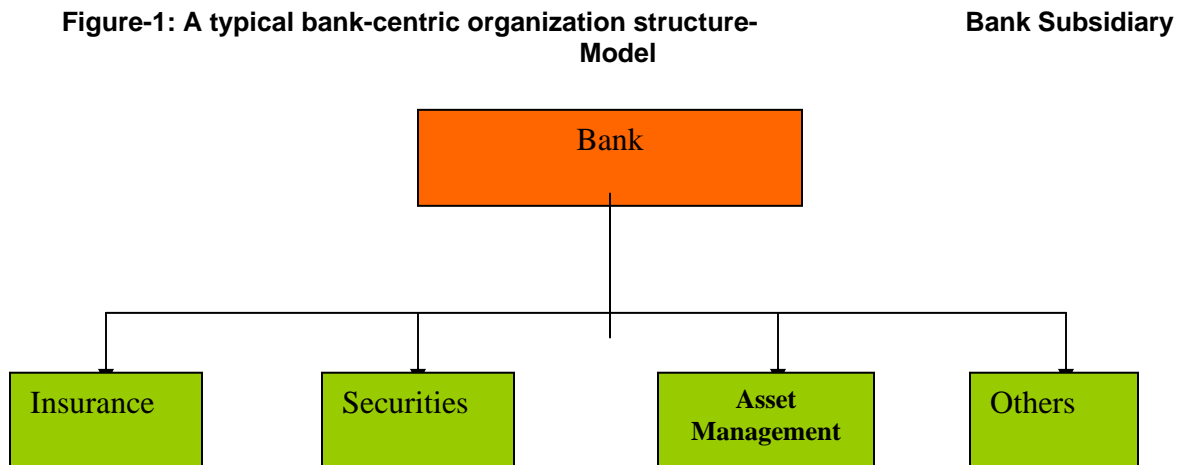 Figure-1: A typical bank-centric organization structure- Bank Subsidiary
Model
Bank
Insurance
Securities
Asset
Management
Others